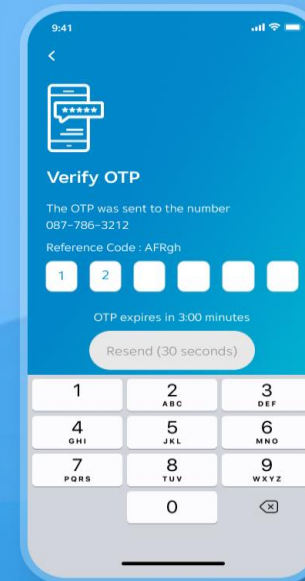 9:41
*****
Verify OTP
The OTP was sent to the number
087-786-3212
Reference Code : AFRgh
1 2
OTP expires in 3:00 minutes
Resend (30 seconds)
1 2 3
ABC DEF
4 5 6
GHI JKL MNO
7 8 9
PQRS TUV WXYZ
0